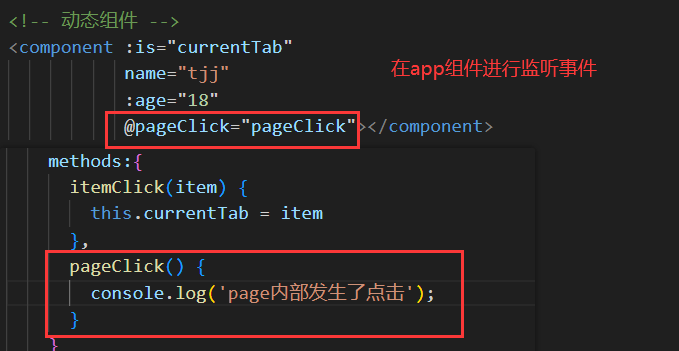 <!-- 动态组件 -->
<component :is="currentTab"
name="tjj"
在app组件进行监听事件
:age="18"
@pageClick="pageClick"></component>
methods:{
itemClick(item) {
this.currentTab = item
},
pageClick() {
console.log('page内部发生了点击');
}
}